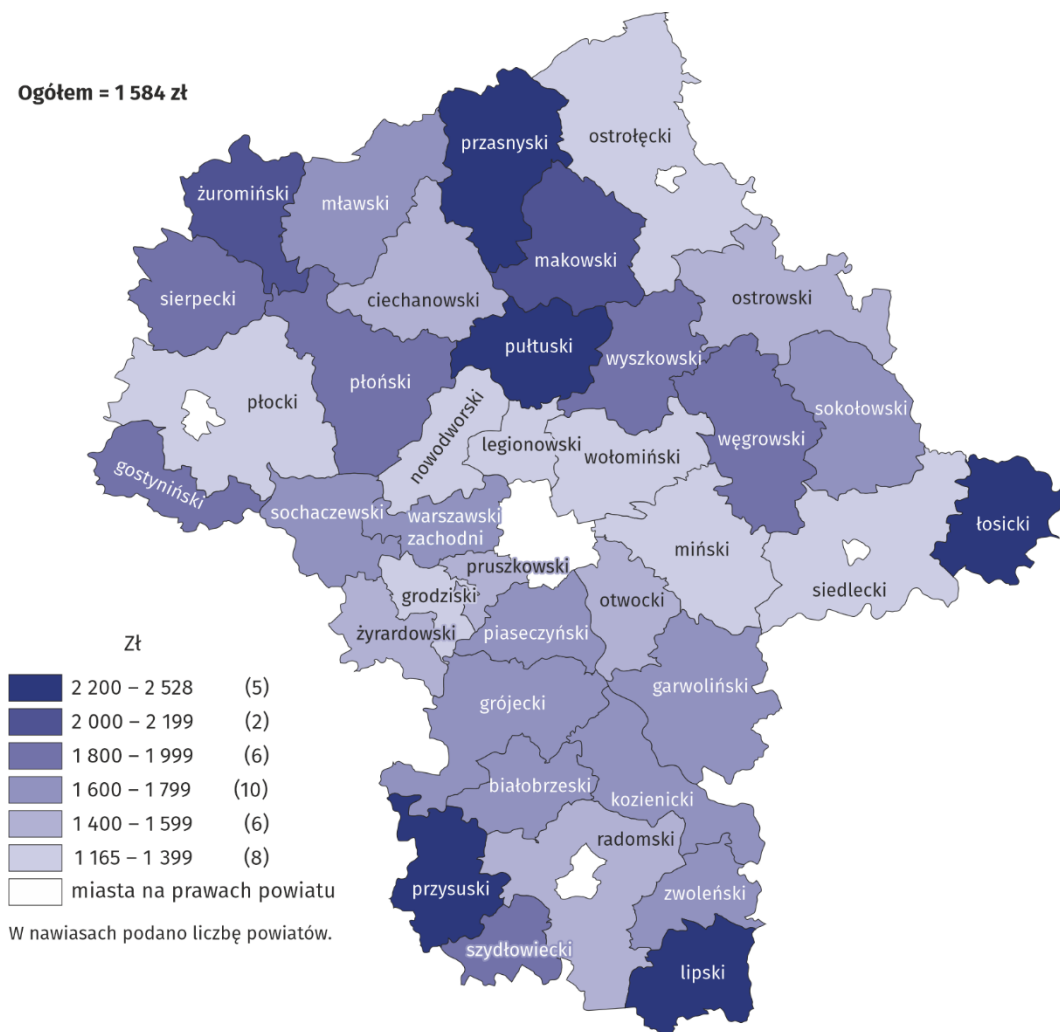 Ogółem = 1 584 zł
przasnyski
ostrołęcki
żuromiński
mławski
makowski
sierpecki
ciechanowski
ostrowski
pułtuski
wyszkowski
płoński
płocki
nowodworski
sokołowski
węgrowski
legionowski
wołomiński
gostyniński
sochaczewski
warszawski
zachodni
łosicki
miński
pruszkowski
siedlecki
grodziski
otwocki
żyrardowski
piaseczyński
garwoliński
grójecki
białobrzeski
kozienicki
radomski
przysuski
zwoleński
szydłowiecki
lipski
Zł
2 200 – 2 528 (5)
2 000 – 2 199 (2)
1 800 – 1 999 (6)
1 600 – 1 799 (10)
1 400 – 1 599 (6)
1 165 – 1 399 (8)
miasta na prawach powiatu
W nawiasach podano liczbę powiatów.